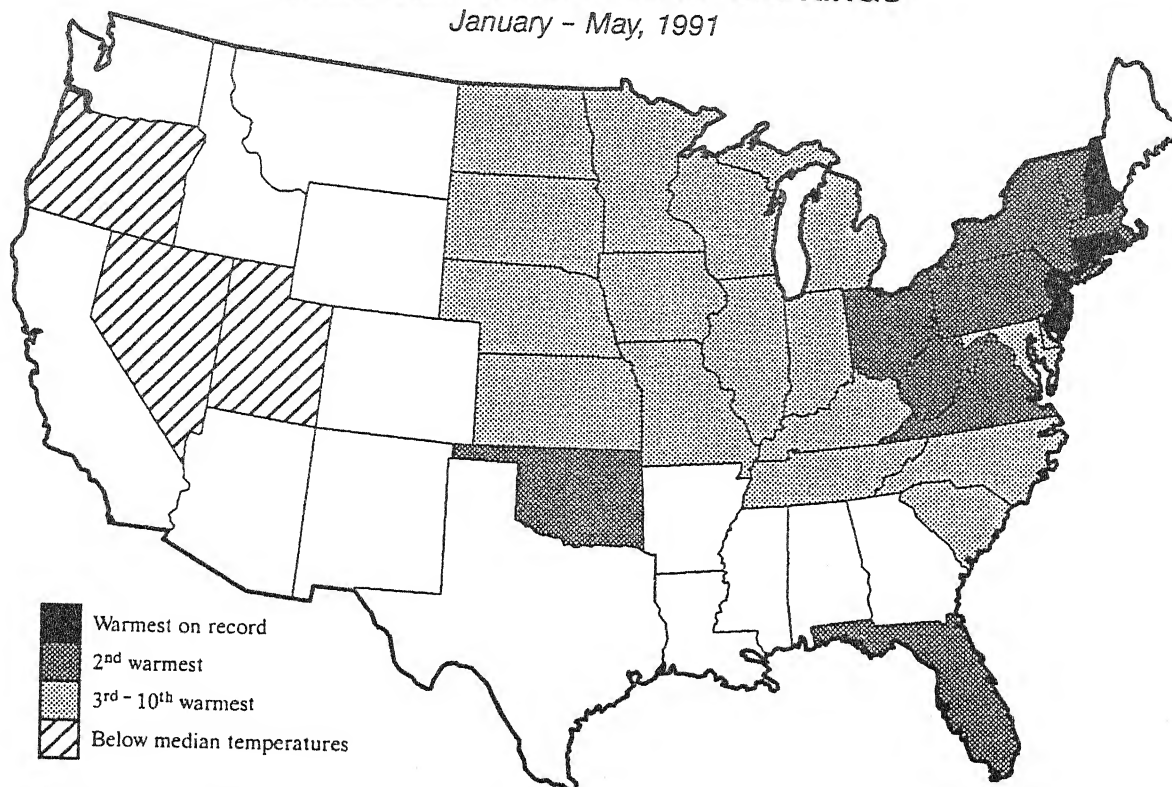 January – May, 1991
Warmest on record
2nd warmest
3rd – 10th warmest
Below median temperatures